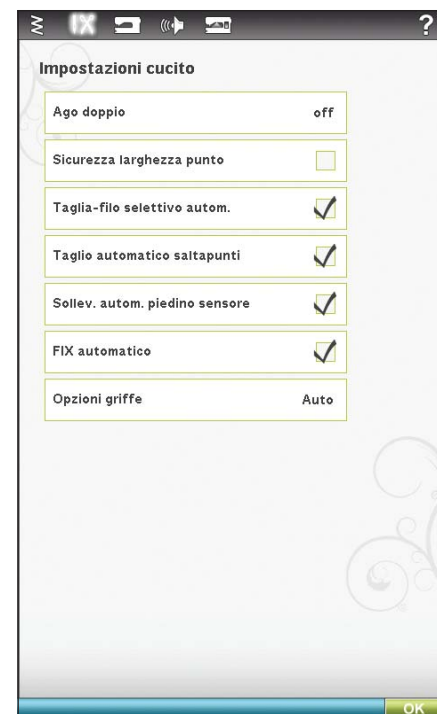 ?
Impostazioni cucito
Ago doppio off
Sicurezza larghezza punto
Taglia-filo selettivo autom.
Taglio automatico saltapunti
Sollev. autom. piedino sensore
FIX automatico
Opzioni griffe Auto
OK